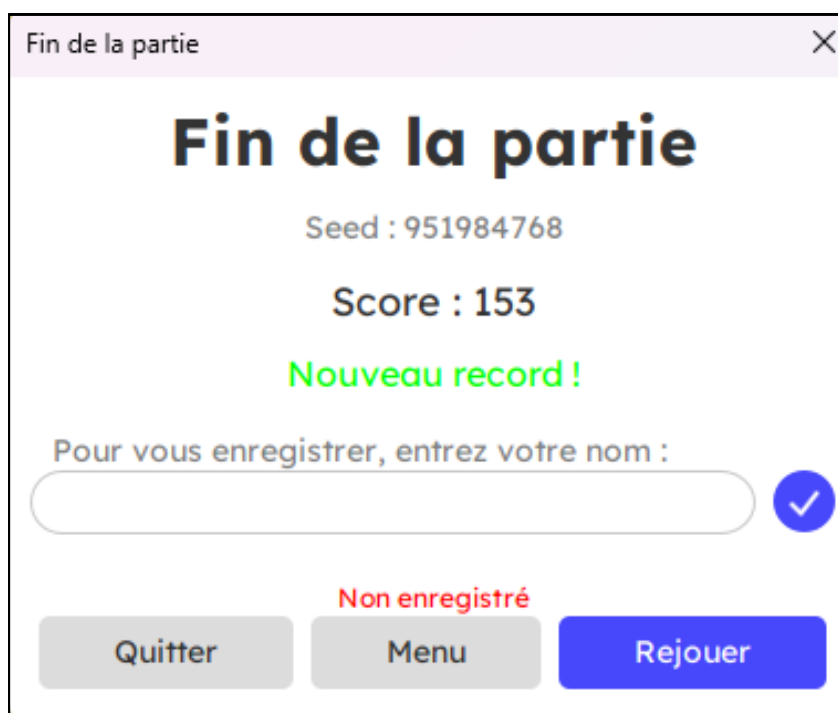 Fin de la partie
Fin de la partie
Seed : 951984768
Score : 153
Nouveau record !
Pour vous enregistrer, entrez votre nom :
Non enregistré
Quitter Menu Rejouer